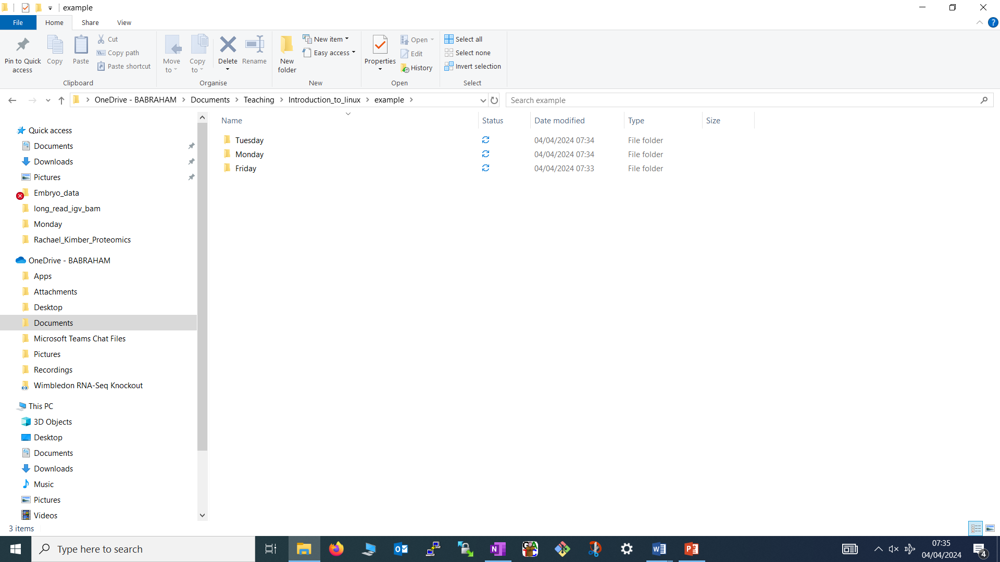 example
File Home Share View
Pin to Quick access
Copy
Paste
Cut
Copy path
Paste shortcut
Clipboard
Move to
Copy to
Delete
Rename
Organise
New folder
New item
Easy access
New
Properties
Open
Edit
History
Open
Select all
Select none
Invert selection
Select
OneDrive - BABRAHAM > Documents > Teaching > Introduction_to_linux > example >
Search example
Name Status Date modified Type Size
Tuesday 04/04/2024 07:34 File folder
Monday 04/04/2024 07:34 File folder
Friday 04/04/2024 07:33 File folder
Quick access
Documents
Downloads
Pictures
Embryo_data
long_read_igv_bam
Monday
Rachael_Kimber_Proteomics
OneDrive - BABRAHAM
Apps
Attachments
Desktop
Documents
Microsoft Teams Chat Files
Pictures
Recordings
Wimbledon RNA-Seq Knockout
This PC
3D Objects
Desktop
Documents
Downloads
Music
Pictures
Videos
3 items
Type here to search
07:35
04/04/2024
4